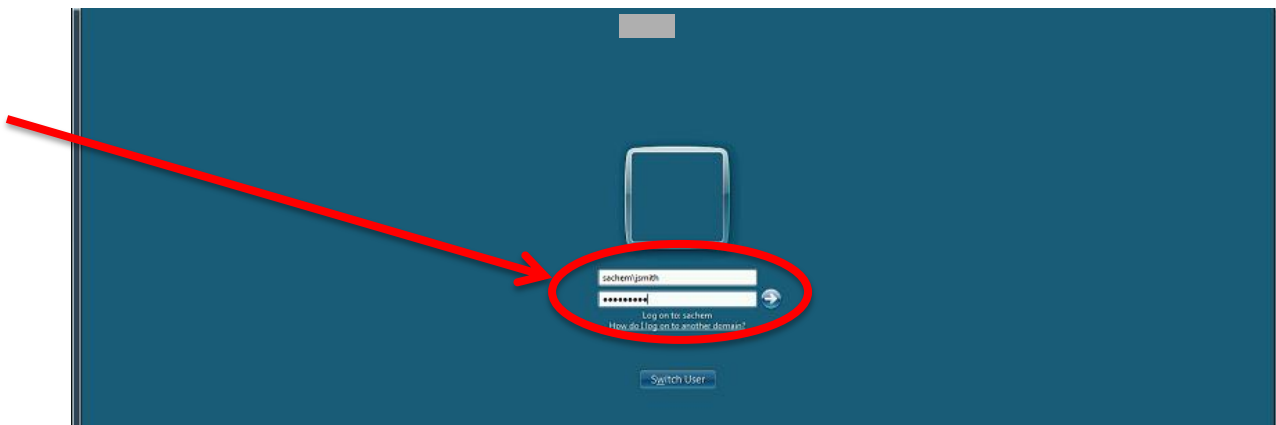 sachem\jsmith
•••••••••
Log on to: sachem
How do I log on to another domain?
Switch User